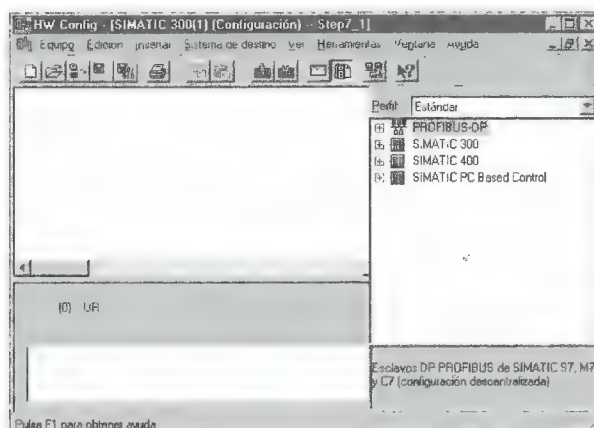 HW Config - [SIMATIC 300(1) (Configuración) -- Step7_1]
Equipo Edición Insertar Sistema de destino Ver Herramientas Ventana Ayuda
Perfil: Estándar
PROFIBUS-DP
SIMATIC 300
SIMATIC 400
SIMATIC PC Based Control
(0) UR
Esclavos DP PROFIBUS de SIMATIC S7, M7
y C7 (configuración descentralizada)
Pulse F1 para obtener ayuda